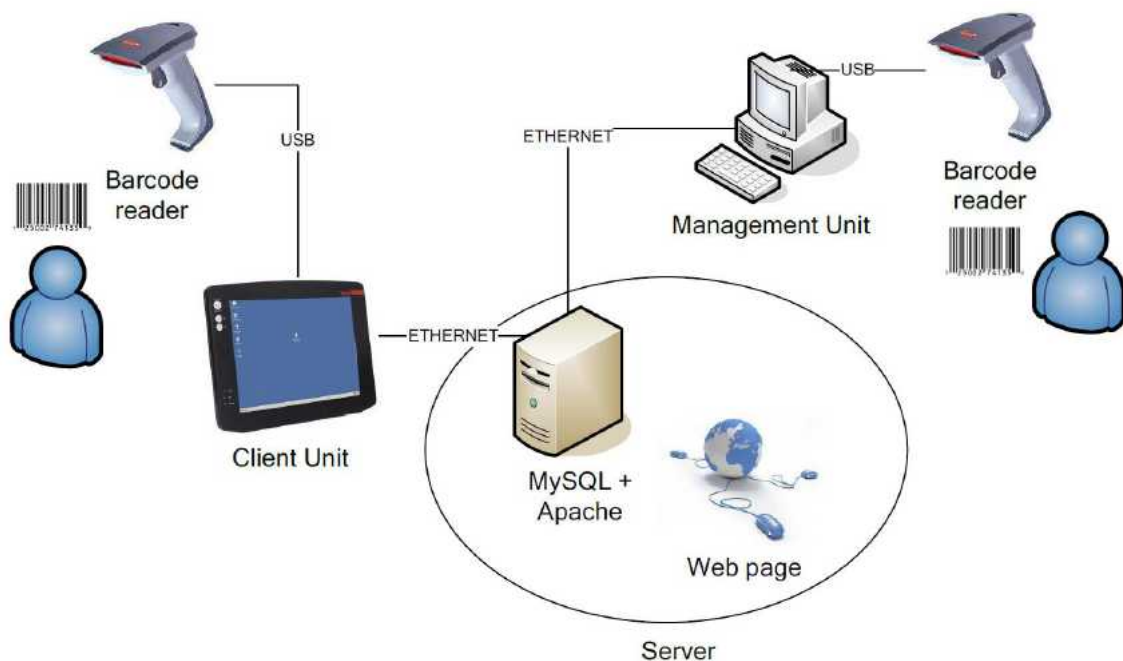 USB
ETHERNET
USB
Barcode
reader
Barcode
reader
Management Unit
ETHERNET
Client Unit
MySQL +
Apache
Web page
Server